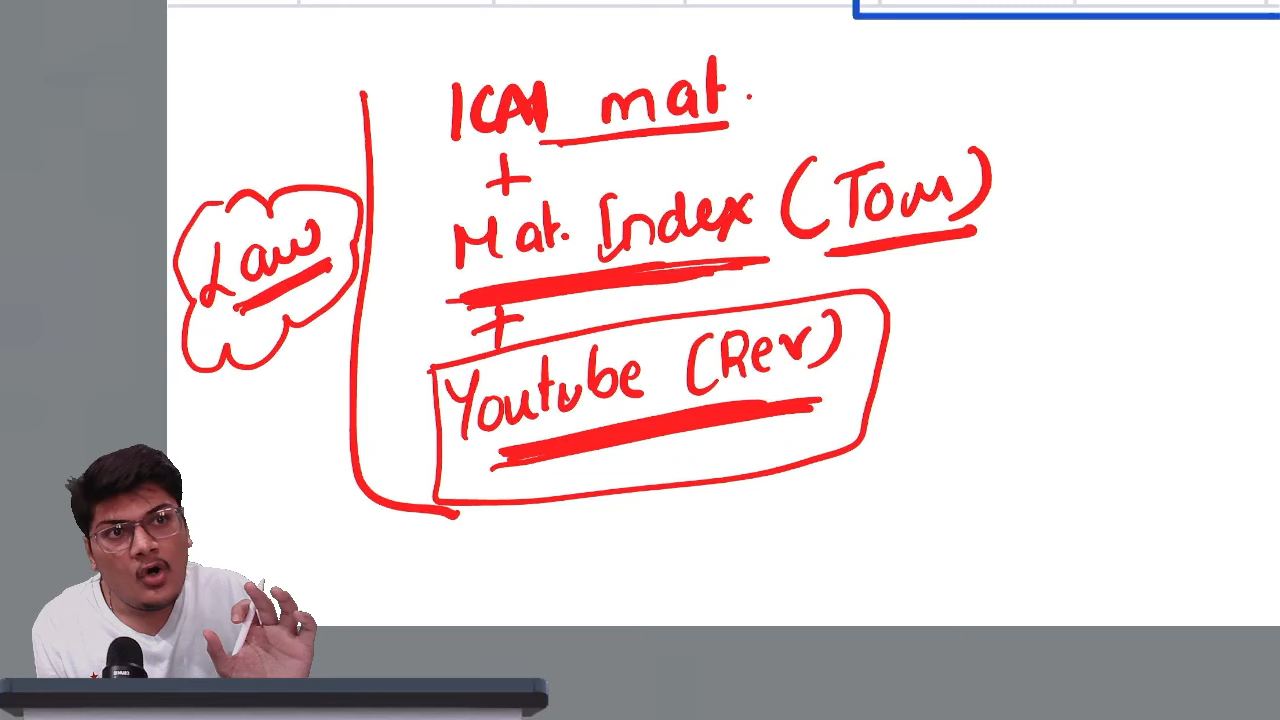 ICAI mat.
+
Mat. Index (Tom)
+
Law
Youtube (Rev)